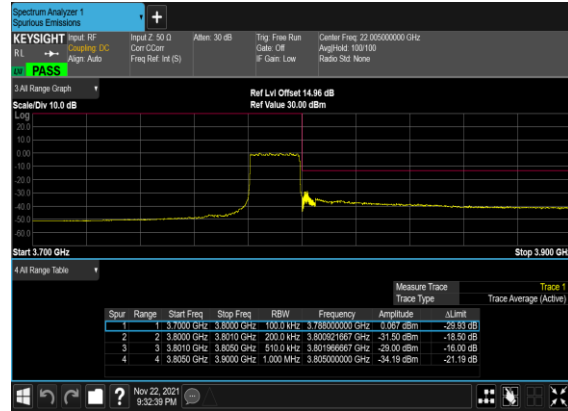 Spectrum Analyzer 1
Spurious Emissions
KEYSIGHT Input: RF Input Z: 50 Ω Atten: 30 dB Trig: Free Run Center Freq: 22.005000000 GHz
RL Coupling: DC Corr CCorr Gate: Off Avg|Hold: 100/100
Align: Auto Freq Ref: Int (S) IF Gain: Low Radio Std: None
PASS
3 All Range Graph Ref Lvl Offset 14.96 dB
Scale/Div 10.0 dB Ref Value 30.00 dBm
Log
20.0
10.0
0.00
-10.0
-20.0
-30.0
-40.0
-50.0
-60.0
Start 3.700 GHz Stop 3.900 GH
4 All Range Table
Measure Trace Trace 1
Trace Type Trace Average (Active)
Spur Range Start Freq Stop Freq RBW Frequency Amplitude ΔLimit
1 1 3.7000 GHz 3.8000 GHz 100.0 kHz 3.788000000 GHz 0.067 dBm -29.93 dB
2 2 3.8000 GHz 3.8010 GHz 200.0 kHz 3.800921667 GHz -31.50 dBm -18.50 dB
3 3 3.8010 GHz 3.8050 GHz 510.0 kHz 3.801966667 GHz -29.00 dBm -16.00 dB
4 4 3.8050 GHz 3.9000 GHz 1.000 MHz 3.805000000 GHz -34.19 dBm -21.19 dB
? Nov 22, 2021
9:32:39 PM